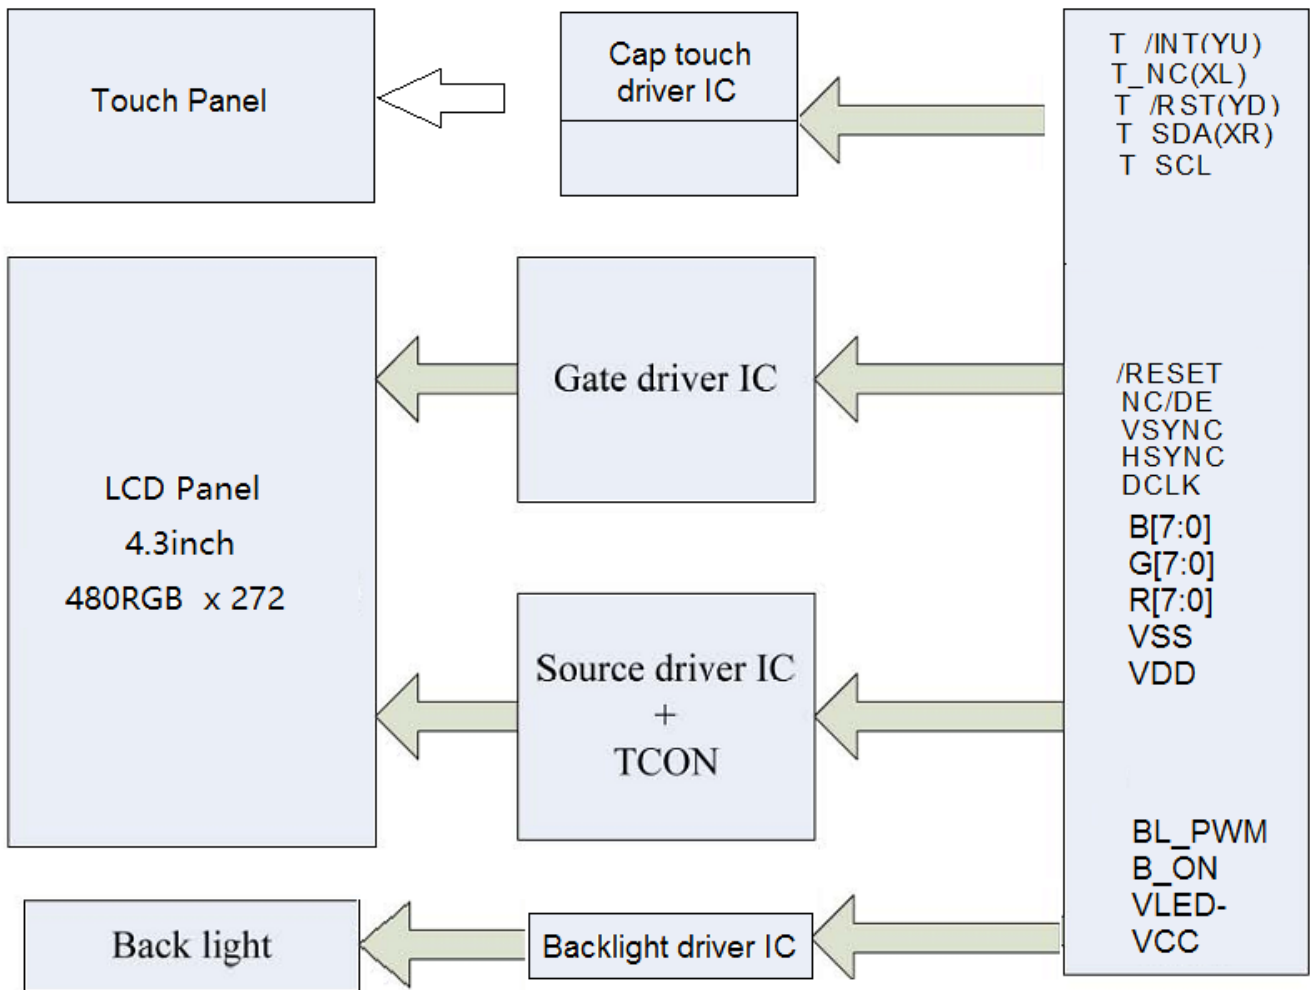 Touch Panel
Cap touch
driver IC
T /INT(YU)
T_NC(XL)
T /RST(YD)
T SDA(XR)
T SCL
LCD Panel
4.3inch
480RGB x 272
Gate driver IC
/RESET
NC/DE
VSYNC
HSYNC
DCLK
B[7:0]
G[7:0]
R[7:0]
VSS
VDD
Source driver IC
+
TCON
BL_PWM
B_ON
VLED-
VCC
Back light
Backlight driver IC